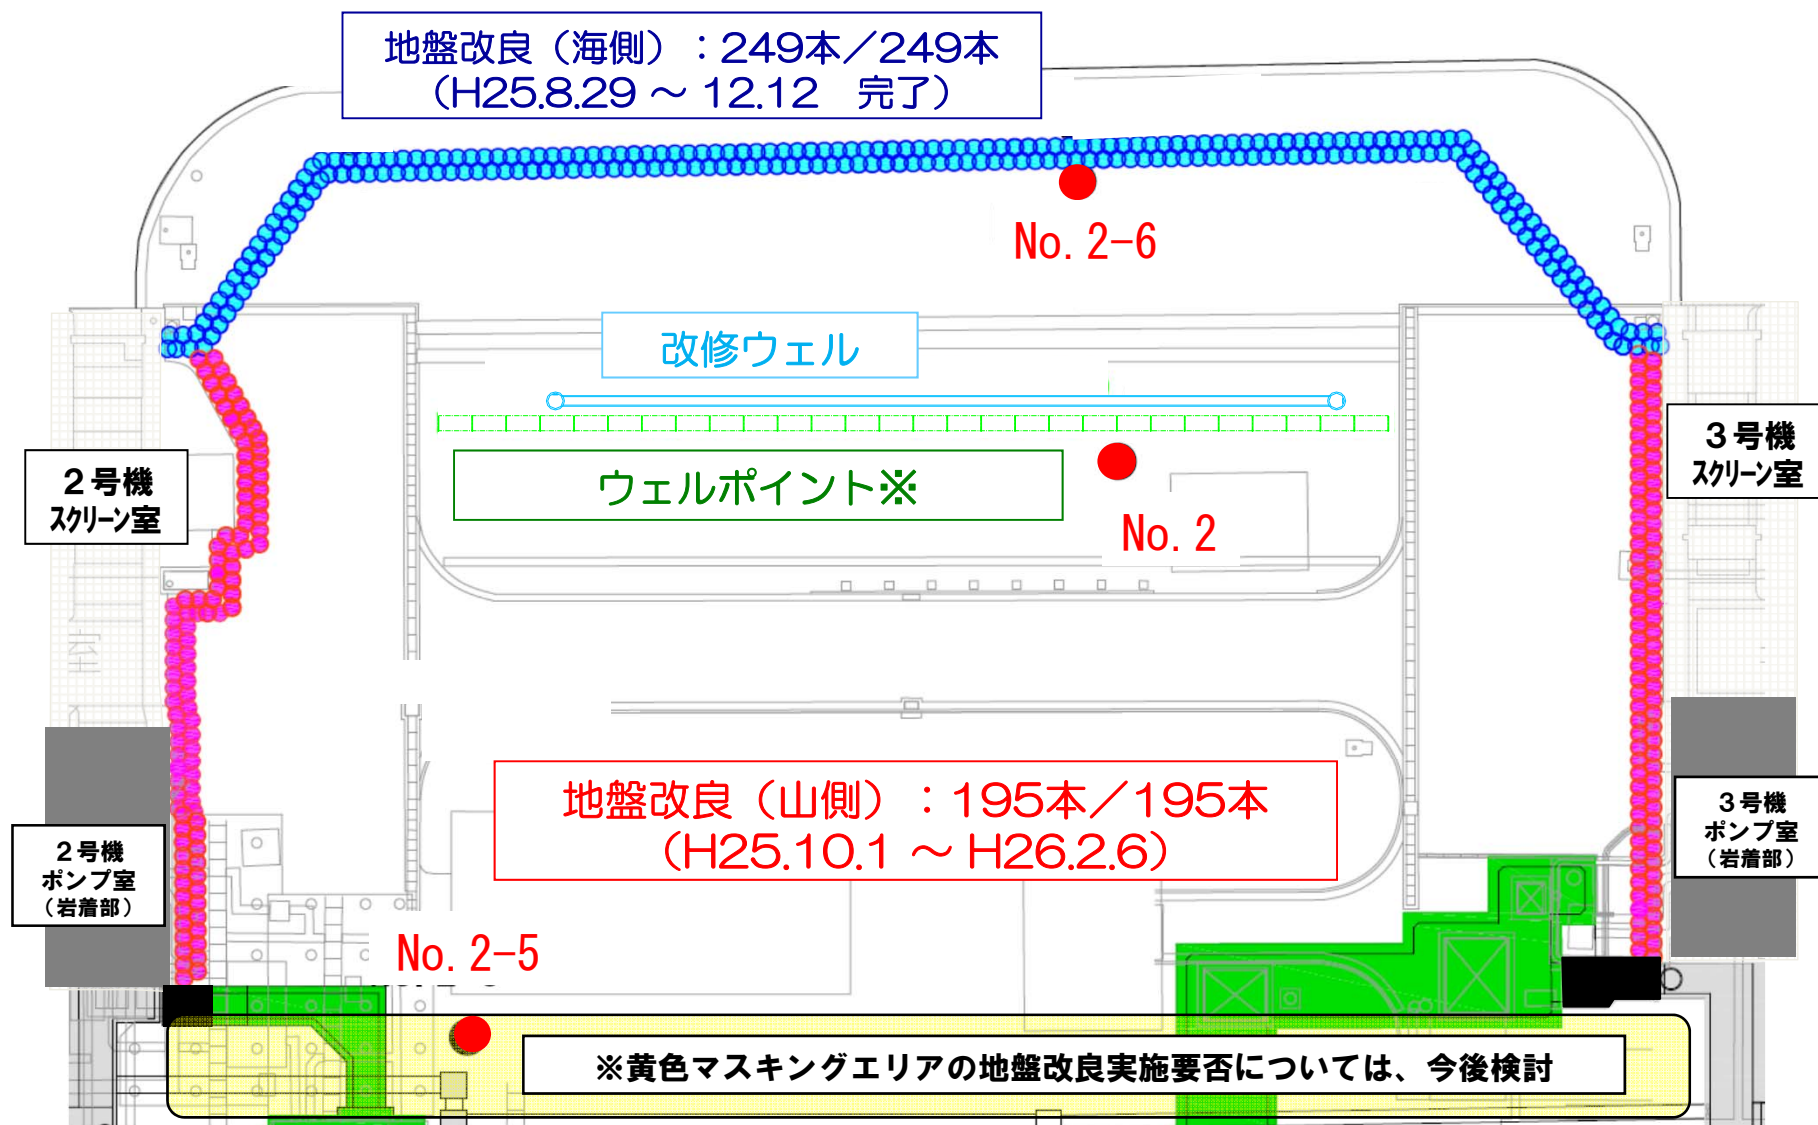 地盤改良（海側）：249本／249本
（H25.8.29 ～ 12.12　完了）
No. 2-6
改修ウェル
ウェルポイント※
No. 2
２号機
スクリーン室
３号機
スクリーン室
地盤改良（山側）：195本／195本
（H25.10.1 ～ H26.2.6）
２号機
ポンプ室
（岩着部）
３号機
ポンプ室
（岩着部）
No. 2-5
※黄色マスキングエリアの地盤改良実施要否については、今後検討